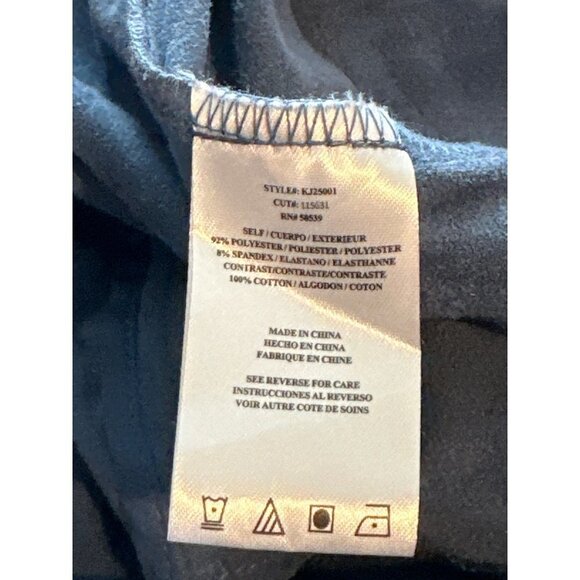 STYLE#: KJ25001
CUT#: 115631
RN# 58539
SELF / CUERPO / EXTERIEUR
92% POLYESTER / POLIESTER / POLYESTER
8% SPANDEX / ELASTANO / ELASTHANNE
CONTRAST/CONTRASTE/CONTRASTE
100% COTTON / ALGODON / COTON
MADE IN CHINA
HECHO EN CHINA
FABRIQUE EN CHINE
SEE REVERSE FOR CARE
INSTRUCCIONES AL REVERSO
VOIR AUTRE COTE DE SOINS